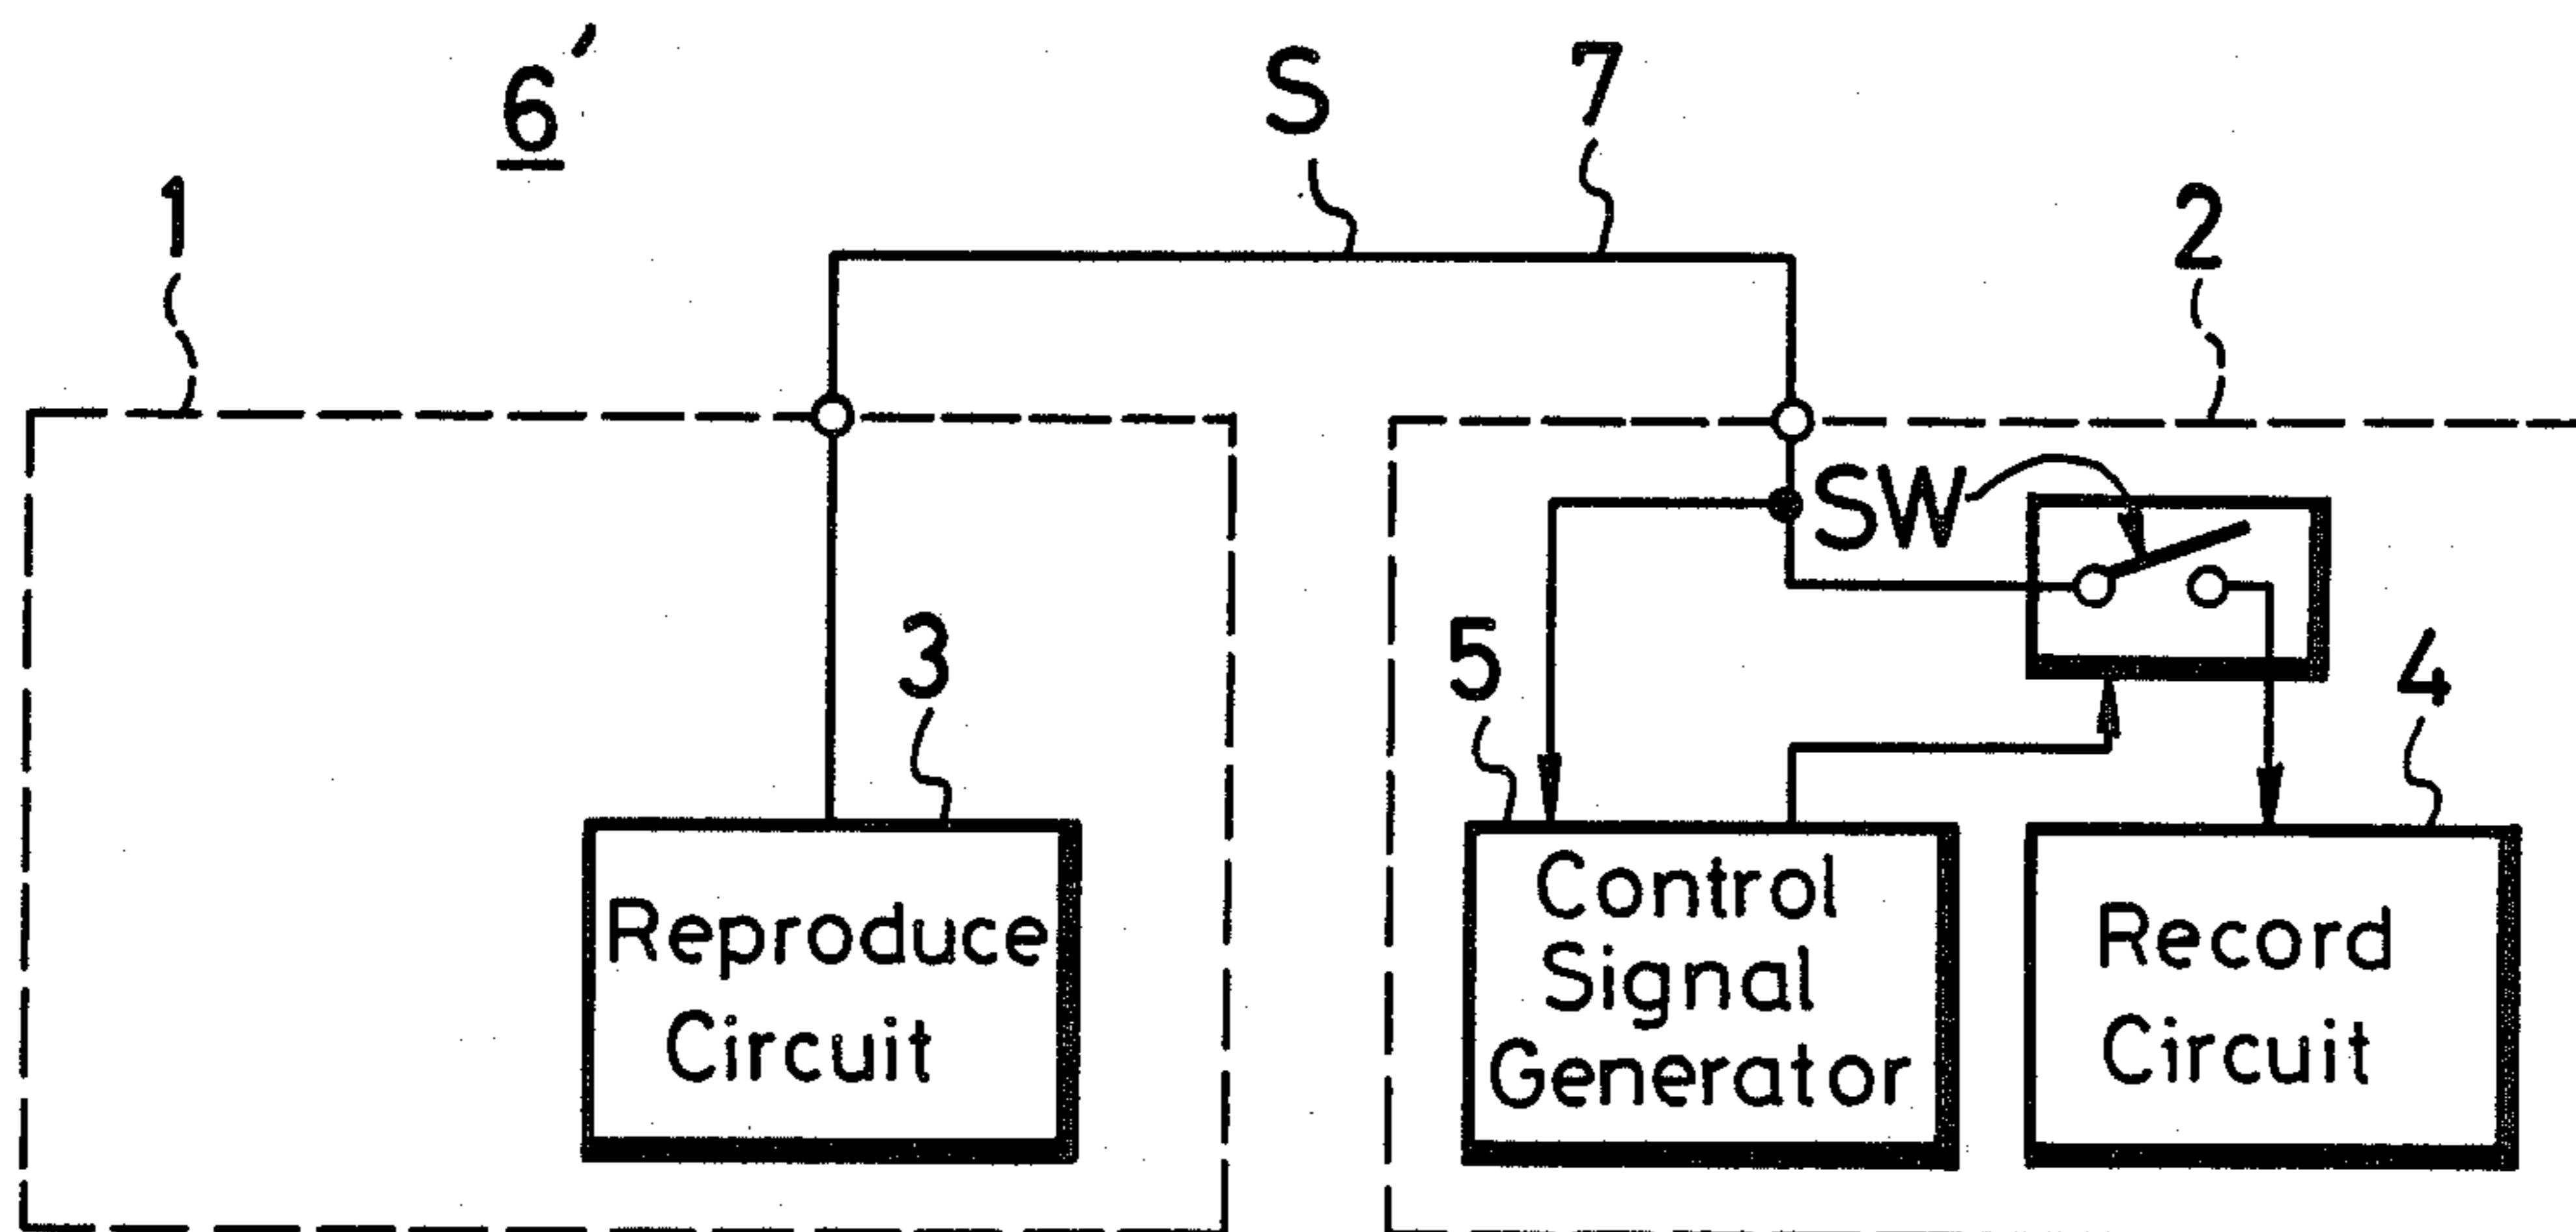 6'
S
7
1
2
SW
3
5
4
Reproduce
Circuit
Control
Signal
Generator
Record
Circuit